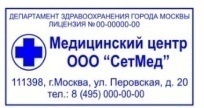 ДЕПАРТАМЕНТ ЗДРАВООХРАНЕНИЯ ГОРОДА МОСКВЫ
ЛИЦЕНЗИЯ № 00-00000-00
Медицинский центр
ООО "СетМед"
111398, г.Москва, ул. Перовская, д. 20
тел.: 8 (495) 000-00-00